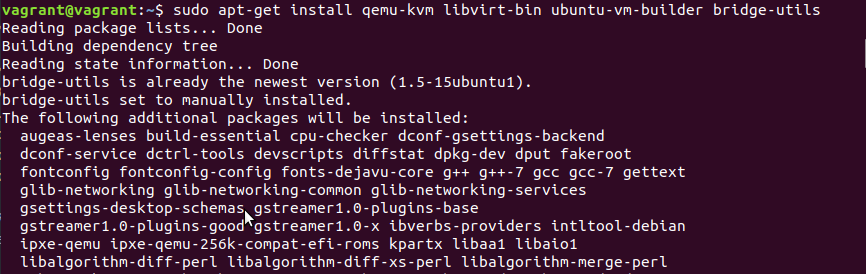 vagrant@vagrant:~$ sudo apt-get install qemu-kvm libvirt-bin ubuntu-vm-builder bridge-utils
Reading package lists... Done
Building dependency tree
Reading state information... Done
bridge-utils is already the newest version (1.5-15ubuntu1).
bridge-utils set to manually installed.
The following additional packages will be installed:
  augeas-lenses build-essential cpu-checker dconf-gsettings-backend
  dconf-service dctrl-tools devscripts diffstat dpkg-dev dput fakeroot
  fontconfig fontconfig-config fonts-dejavu-core g++ g++-7 gcc gcc-7 gettext
  glib-networking glib-networking-common glib-networking-services
  gsettings-desktop-schemas gstreamer1.0-plugins-base
  gstreamer1.0-plugins-good gstreamer1.0-x ibverbs-providers intltool-debian
  ipxe-qemu ipxe-qemu-256k-compat-efi-roms kpartx libaa1 libaio1
  libalgorithm-diff-perl libalgorithm-diff-xs-perl libalgorithm-merge-perl